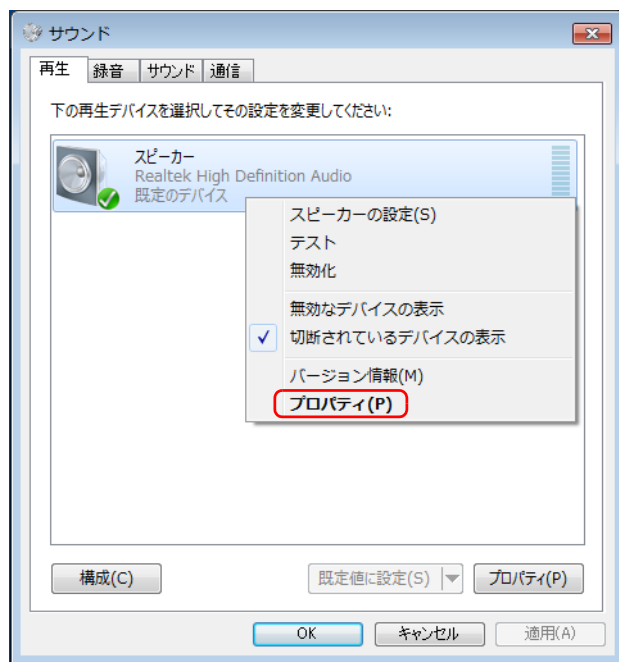 サウンド
再生 録音 サウンド 通信
下の再生デバイスを選択してその設定を変更してください:
スピーカー
Realtek High Definition Audio
既定のデバイス
スピーカーの設定(S)
テスト
無効化
無効なデバイスの表示
切断されているデバイスの表示
バージョン情報(M)
プロパティ(P)
構成(C) 既定値に設定(S) プロパティ(P)
OK キャンセル 適用(A)